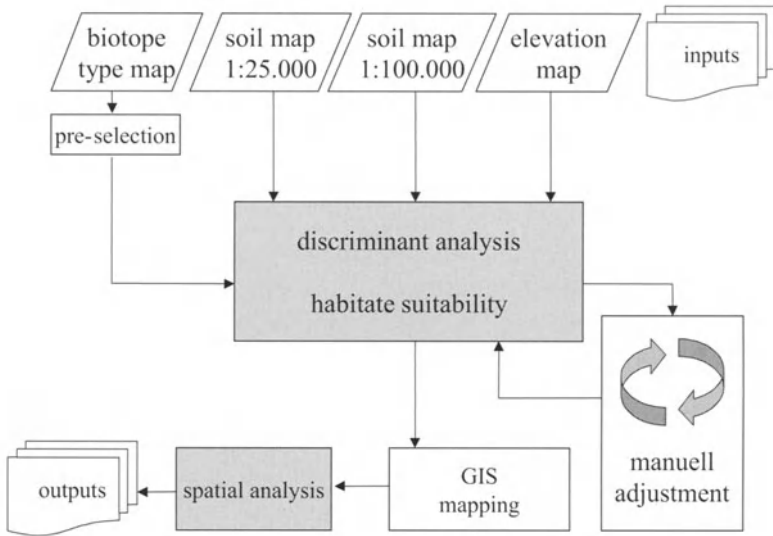 biotope
type map
soil map
1:25.000
soil map
1:100.000
elevation
map
inputs
pre-selection
discriminant analysis
habitate suitability
manuell
adjustment
GIS
mapping
spatial analysis
outputs